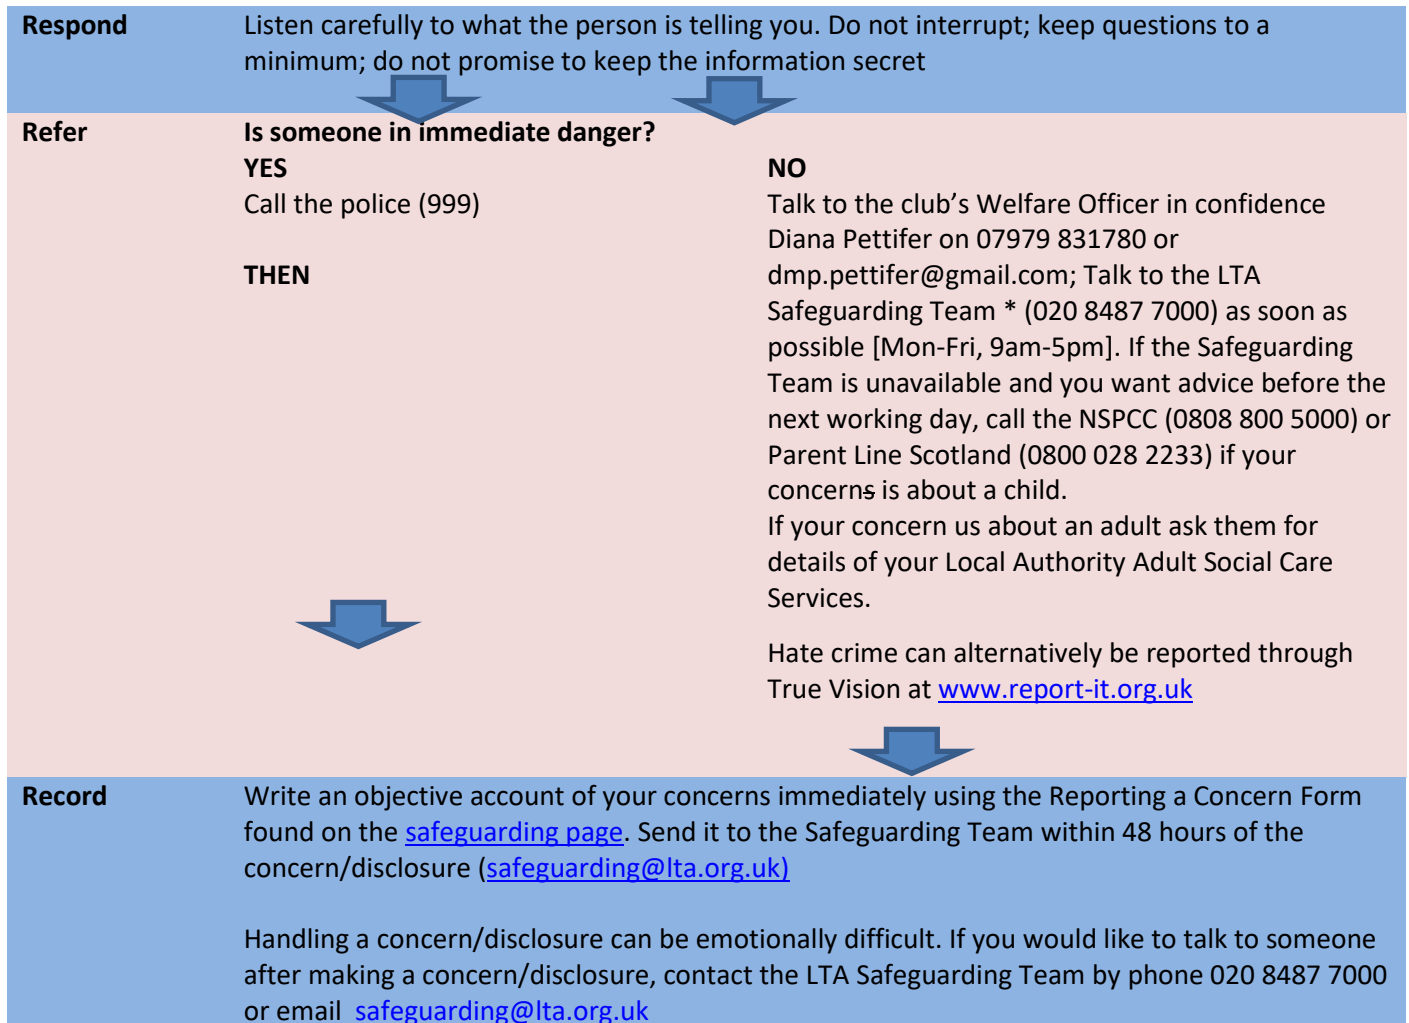 Respond
Listen carefully to what the person is telling you. Do not interrupt; keep questions to a
minimum; do not promise to keep the information secret
Refer
Is someone in immediate danger?
YES
Call the police (999)
THEN
NO
Talk to the club’s Welfare Officer in confidence
Diana Pettifer on 07979 831780 or
dmp.pettifer@gmail.com; Talk to the LTA
Safeguarding Team * (020 8487 7000) as soon as
possible [Mon-Fri, 9am-5pm]. If the Safeguarding
Team is unavailable and you want advice before the
next working day, call the NSPCC (0808 800 5000) or
Parent Line Scotland (0800 028 2233) if your
concerns is about a child.
If your concern us about an adult ask them for
details of your Local Authority Adult Social Care
Services.
Hate crime can alternatively be reported through
True Vision at www.report-it.org.uk
Record
Write an objective account of your concerns immediately using the Reporting a Concern Form
found on the safeguarding page. Send it to the Safeguarding Team within 48 hours of the
concern/disclosure (safeguarding@lta.org.uk)
Handling a concern/disclosure can be emotionally difficult. If you would like to talk to someone
after making a concern/disclosure, contact the LTA Safeguarding Team by phone 020 8487 7000
or email safeguarding@lta.org.uk